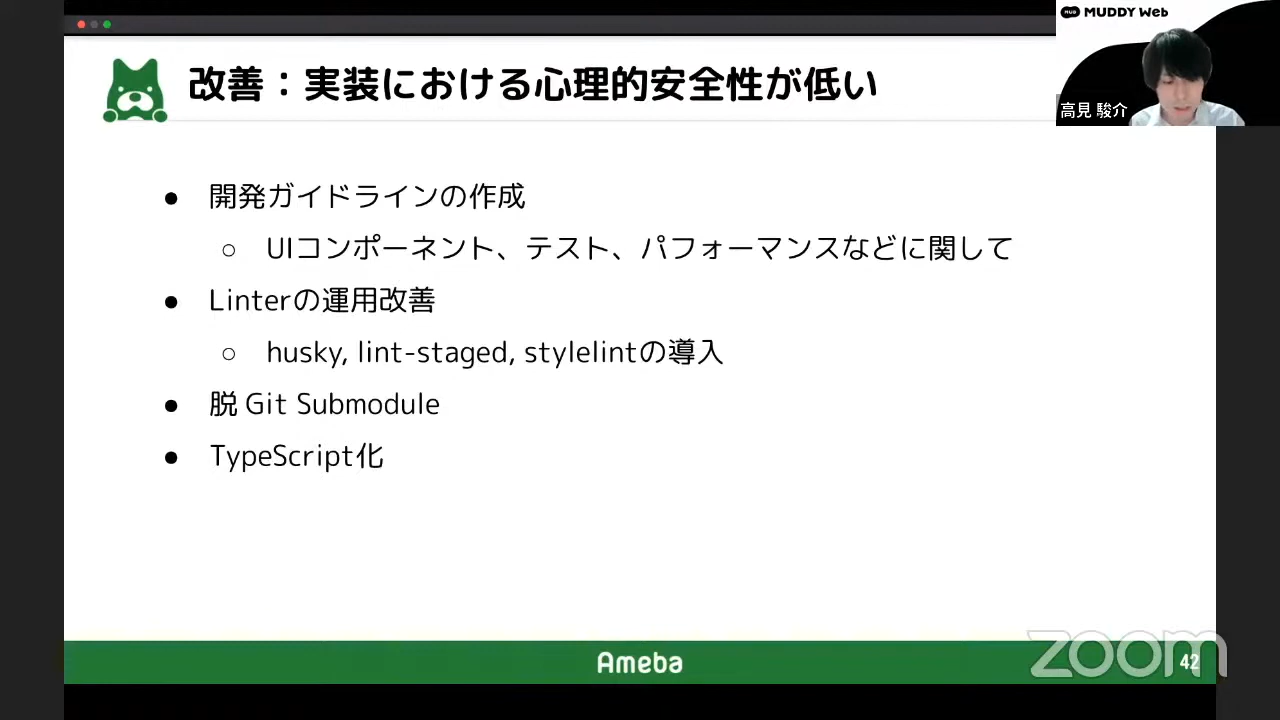 MUDDY Web
高見 駿介
改善：実装における心理的安全性が低い
● 開発ガイドラインの作成
○ UIコンポーネント、テスト、パフォーマンスなどに関して
● Linterの運用改善
○ husky, lint-staged, stylelintの導入
● 脱 Git Submodule
● TypeScript化
Ameba
zoom
42